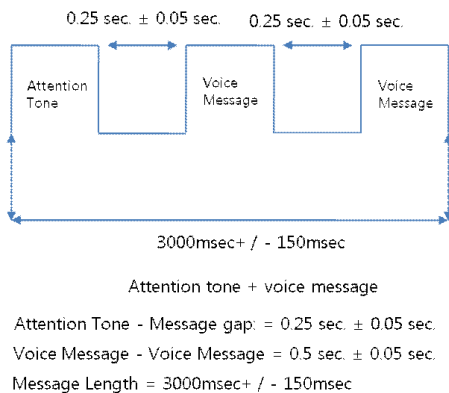 0.25 sec. ± 0.05 sec. 0.25 sec. ± 0.05 sec.
Attention
Tone
Voice
Message
Voice
Message
3000msec+ / - 150msec
Attention tone + voice message
Attention Tone - Message gap: = 0.25 sec. ± 0.05 sec.
Voice Message - Voice Message = 0.5 sec. ± 0.05 sec.
Message Length = 3000msec+ / - 150msec